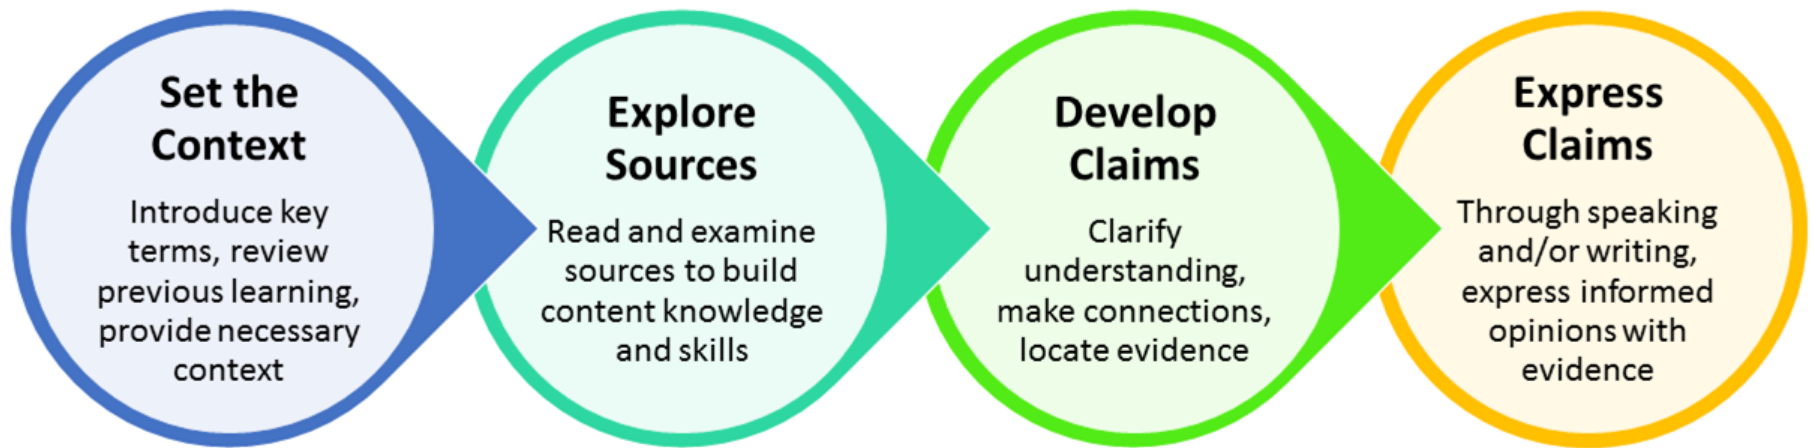 Set the
Context
Introduce key
terms, review
previous learning,
provide necessary
context
Explore
Sources
Read and examine
sources to build
content knowledge
and skills
Develop
Claims
Clarify
understanding,
make connections,
locate evidence
Express
Claims
Through speaking
and/or writing,
express informed
opinions with
evidence